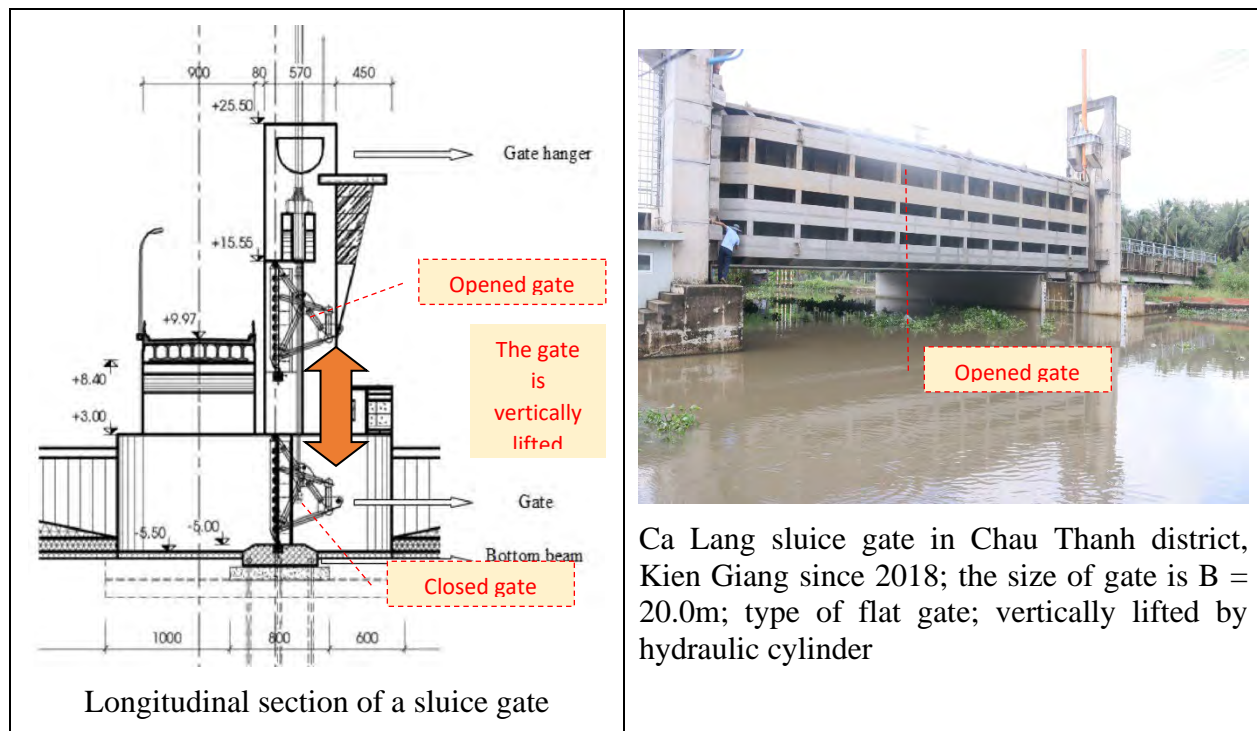 900
80
570
450
+25.50
Gate hanger
+15.55
Opened gate
+9.97
The gate
is
vertically
lifted
+8.40
+3.00
Gate
-5.50
-5.00
Bottom beam
Closed gate
1000
800
600
Longitudinal section of a sluice gate
Opened gate
Ca Lang sluice gate in Chau Thanh district,
Kien Giang since 2018; the size of gate is B =
20.0m; type of flat gate; vertically lifted by
hydraulic cylinder